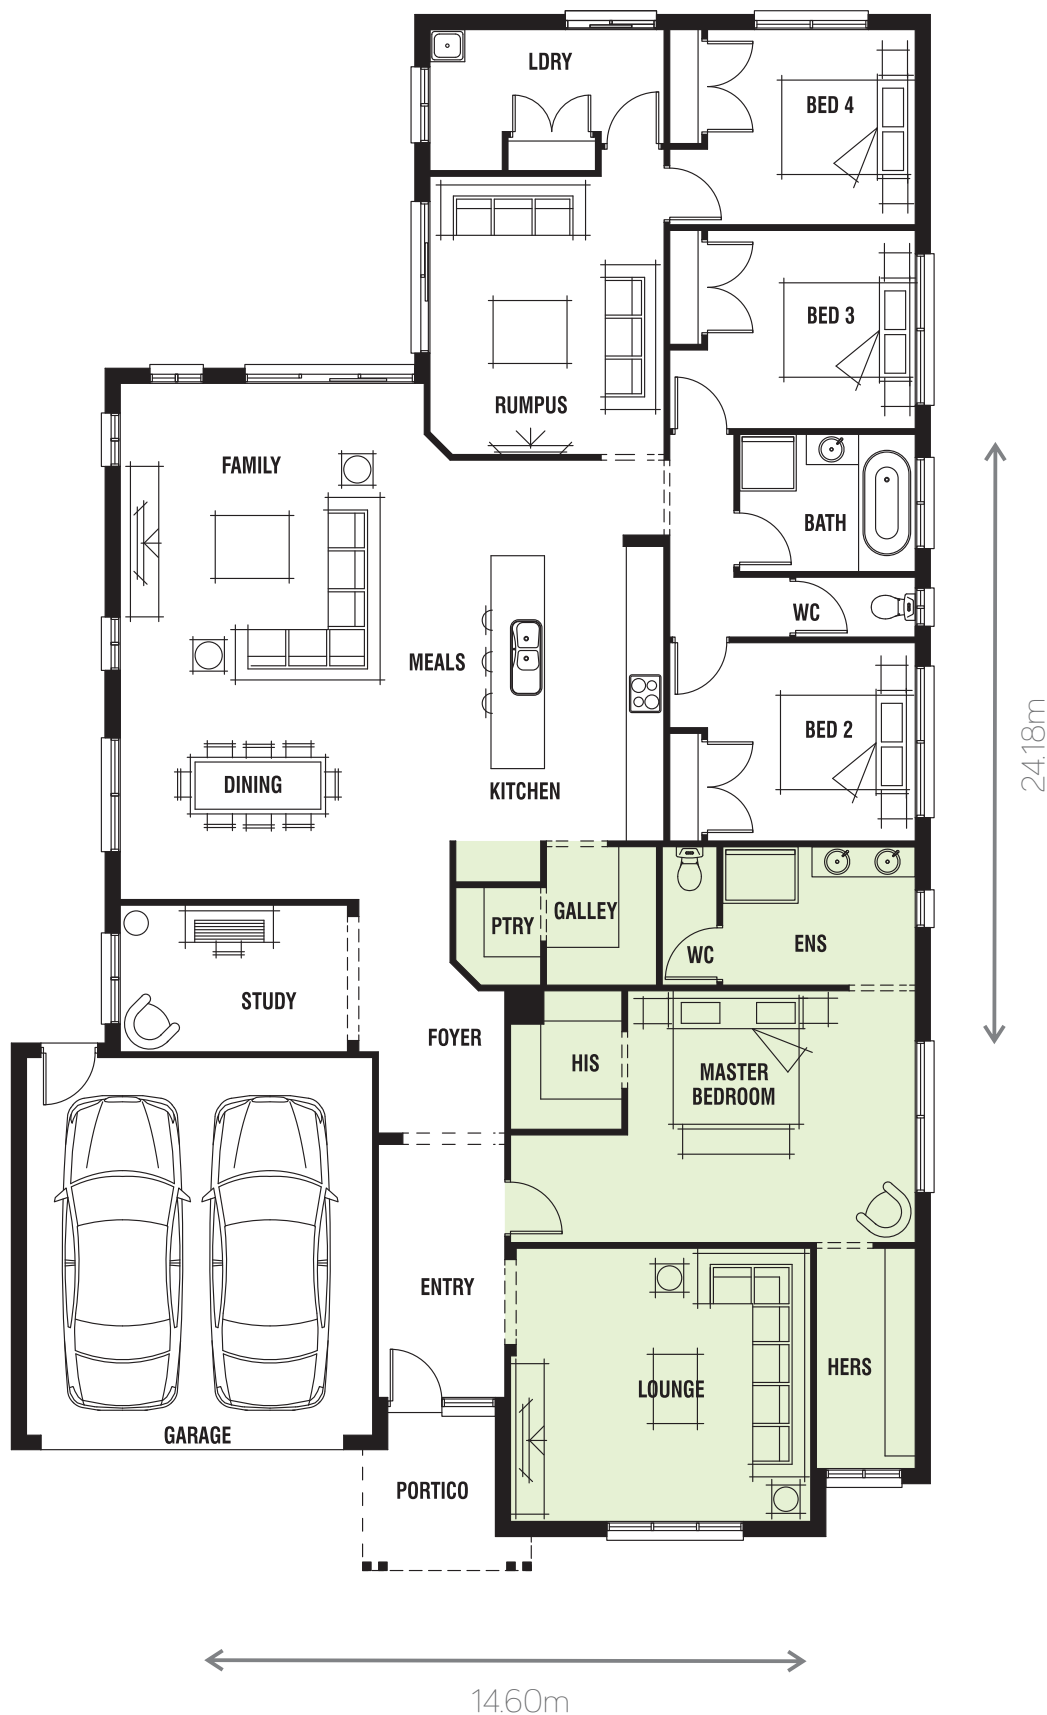 LDRY
BED 4
BED 3
RUMPUS
FAMILY
BATH
WC
MEALS
BED 2
DINING
KITCHEN
PTRY
GALLEY
WC
ENS
STUDY
FOYER
HIS
MASTER
BEDROOM
ENTRY
HERS
LOUNGE
GARAGE
PORTICO
24.18m
14.60m